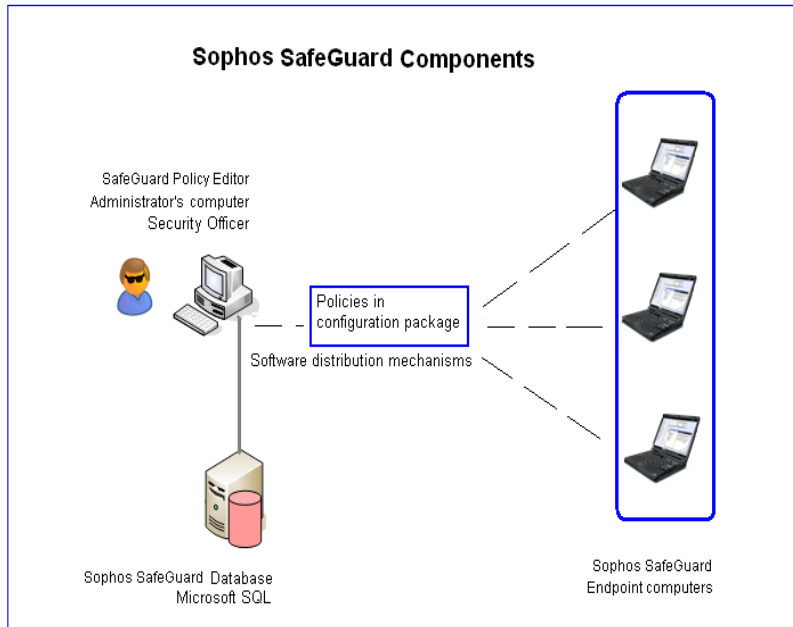 Sophos SafeGuard Components
SafeGuard Policy Editor
Administrator's computer
Security Officer
Policies in
configuration package
Software distribution mechanisms
Sophos SafeGuard Database
Microsoft SQL
Sophos SafeGuard
Endpoint computers